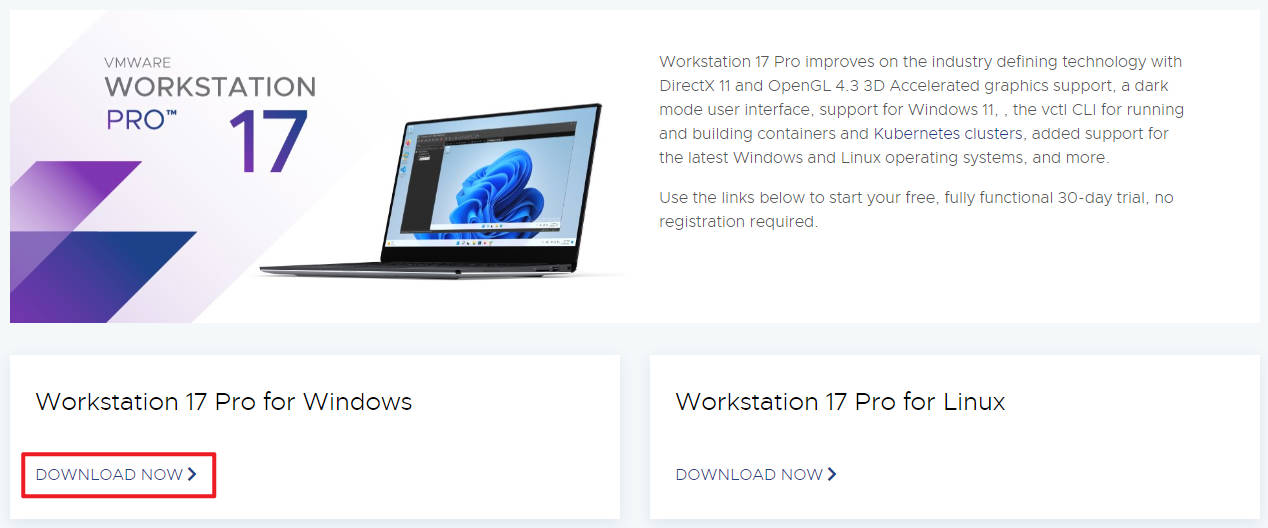 VMWARE
WORKSTATION
PRO™ 17
Workstation 17 Pro improves on the industry defining technology with
DirectX 11 and OpenGL 4.3 3D Accelerated graphics support, a dark
mode user interface, support for Windows 11, , the vctl CLI for running
and building containers and Kubernetes clusters, added support for
the latest Windows and Linux operating systems, and more.
Use the links below to start your free, fully functional 30-day trial, no
registration required.
Workstation 17 Pro for Windows
DOWNLOAD NOW
Workstation 17 Pro for Linux
DOWNLOAD NOW